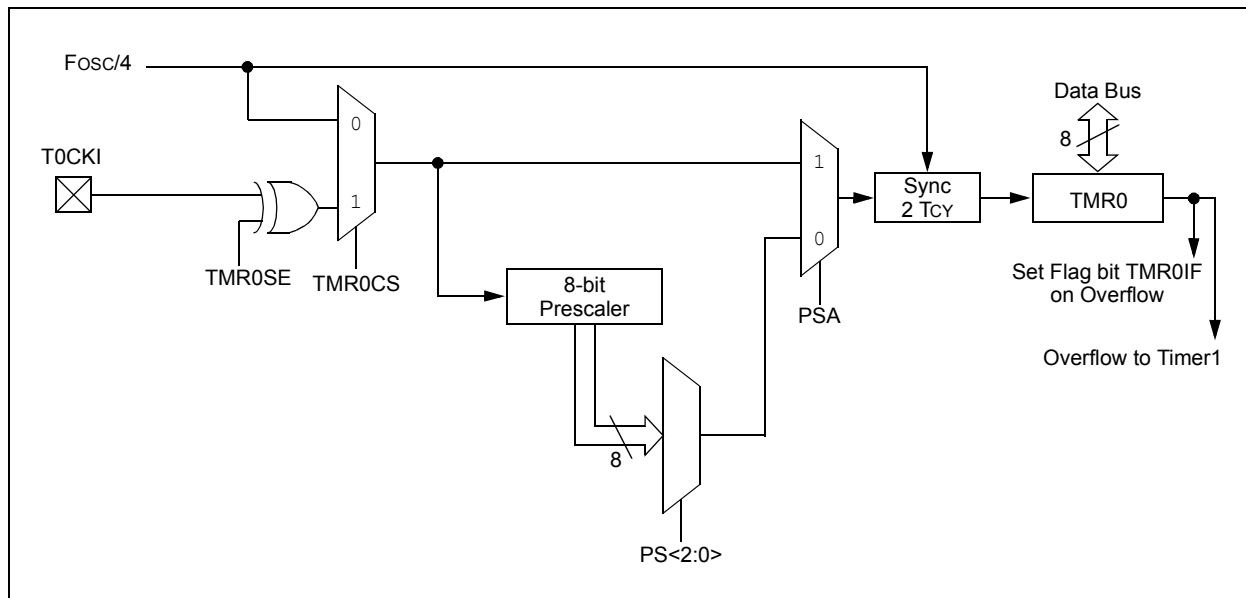 FOSC/4
Data Bus
8
T0CKI
0
1
TMR0SE
TMR0CS
8-bit
Prescaler
8
PS<2:0>
1
0
PSA
Sync
2 TCY
TMR0
Set Flag bit TMR0IF
on Overflow
Overflow to Timer1